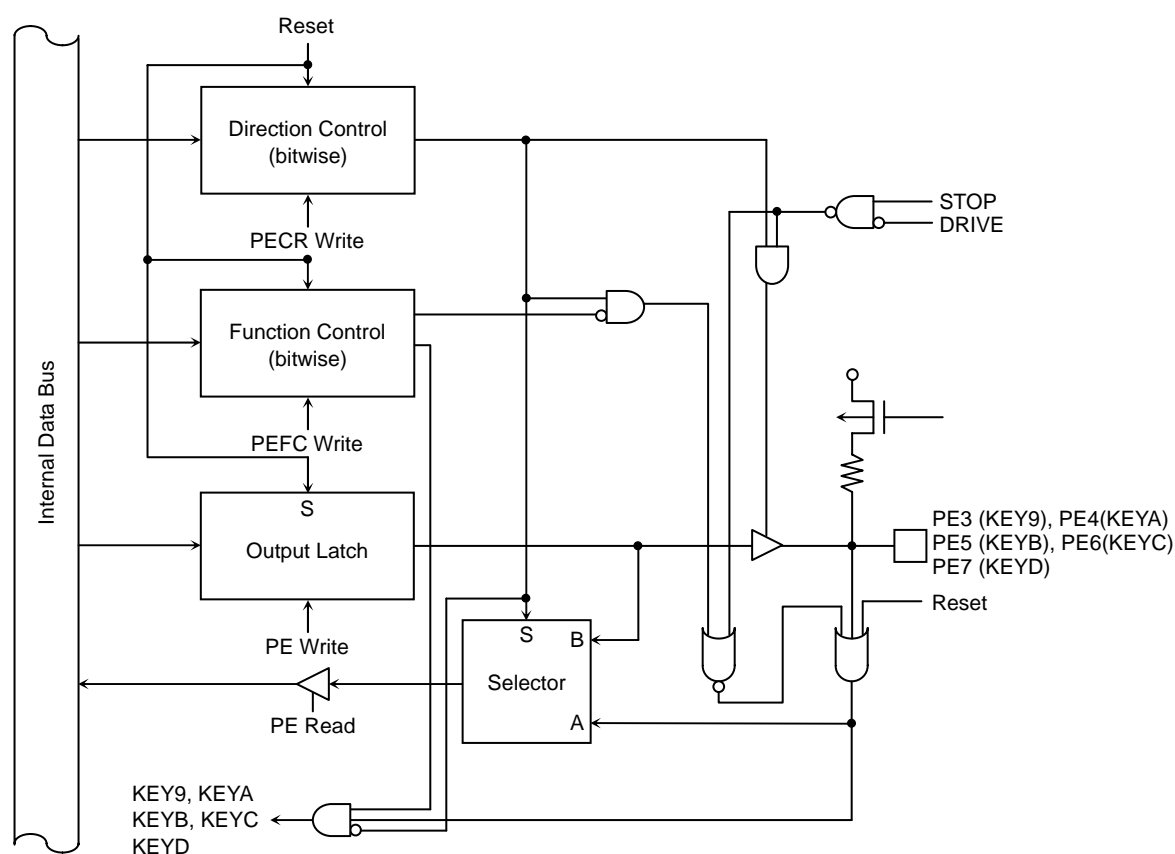 Reset
Direction Control
(bitwise)
STOP
DRIVE
PECR Write
Function Control
(bitwise)
Internal Data Bus
PEFC Write
S
Output Latch
PE3 (KEY9), PE4(KEYA)
PE5 (KEYB), PE6(KEYC)
PE7 (KEYD)
Reset
PE Write
S
B
Selector
A
PE Read
KEY9, KEYA
KEYB, KEYC
KEYD